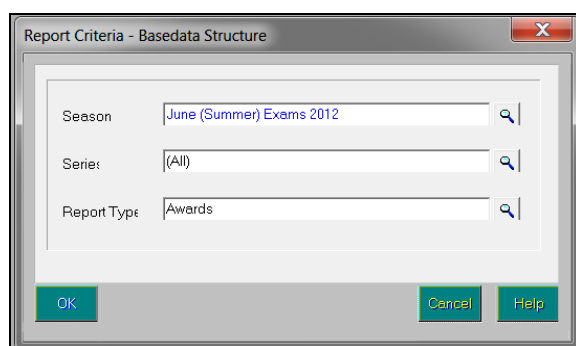 Report Criteria - Basedata Structure
Season June (Summer) Exams 2012
Series (All)
Report Type Awards
OK Cancel Help